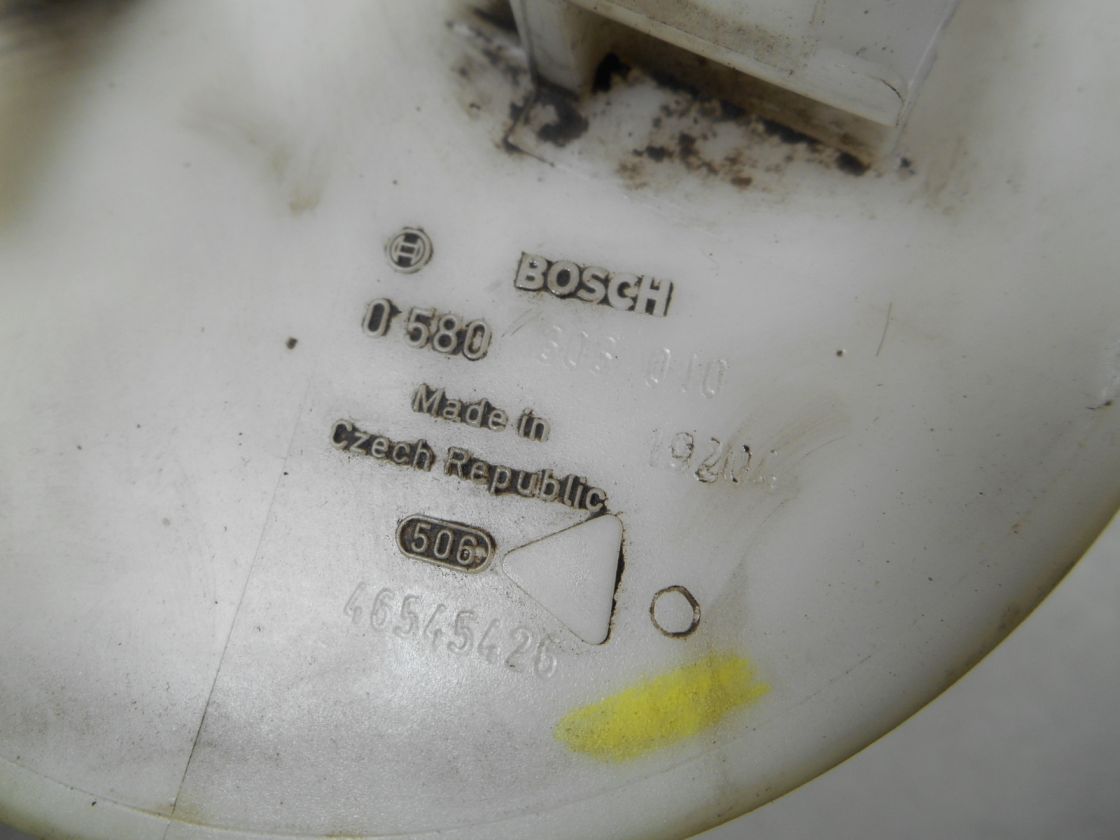 BOSCH
0 580 303 010
Made in
Czech Republic
506
46545426